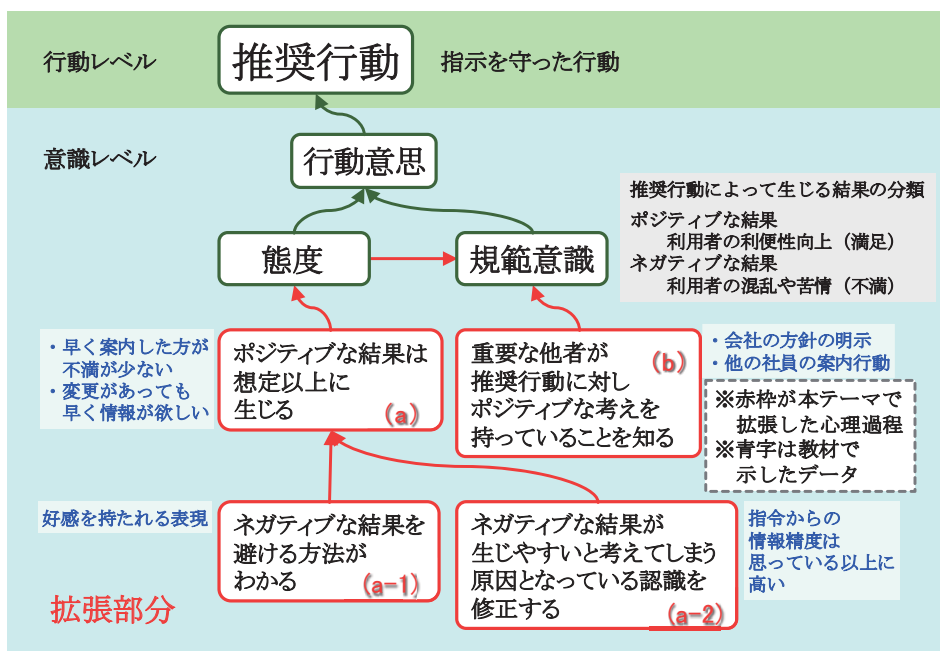 行動レベル
推奨行動
指示を守った行動
意識レベル
行動意思
推奨行動によって生じる結果の分類
ポジティブな結果
利用者の利便性向上（満足）
ネガティブな結果
利用者の混乱や苦情（不満）
態度
規範意識
・早く案内した方が
不満が少ない
・変更があっても
早く情報が欲しい
ポジティブな結果は
想定以上に
生じる
(a)
重要な他者が
推奨行動に対し
ポジティブな考えを
持っていることを知る
(b)
・会社の方針の明示
・他の社員の案内行動
※赤枠が本テーマで
拡張した心理過程
※青字は教材で
示したデータ
好感を持たれる表現
ネガティブな結果を
避ける方法が
わかる
(a-1)
ネガティブな結果が
生じやすいと考えてしまう
原因となっている認識を
修正する
(a-2)
指令からの
情報精度は
思っている以上に
高い
拡張部分